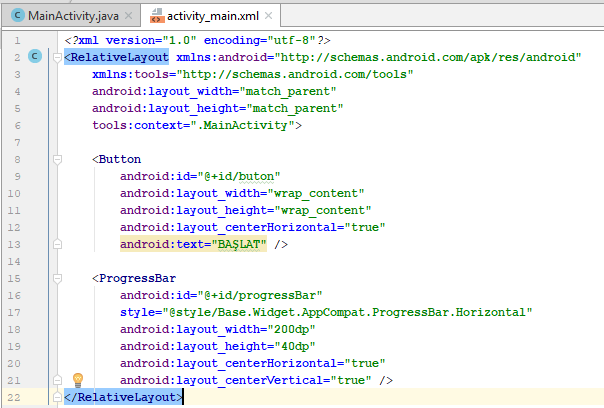 MainActivity.java × activity_main.xml ×
1 <?xml version="1.0" encoding="utf-8"?>
2 <RelativeLayout xmlns:android="http://schemas.android.com/apk/res/android"
3 xmlns:tools="http://schemas.android.com/tools"
4 android:layout_width="match_parent"
5 android:layout_height="match_parent"
6 tools:context=".MainActivity">
7
8 <Button
9 android:id="@+id/buton"
10 android:layout_width="wrap_content"
11 android:layout_height="wrap_content"
12 android:layout_centerHorizontal="true"
13 android:text="BAŞLAT" />
14
15 <ProgressBar
16 android:id="@+id/progressBar"
17 style="@style/Base.Widget.AppCompat.ProgressBar.Horizontal"
18 android:layout_width="200dp"
19 android:layout_height="40dp"
20 android:layout_centerHorizontal="true"
21 android:layout_centerVertical="true" />
22 </RelativeLayout>